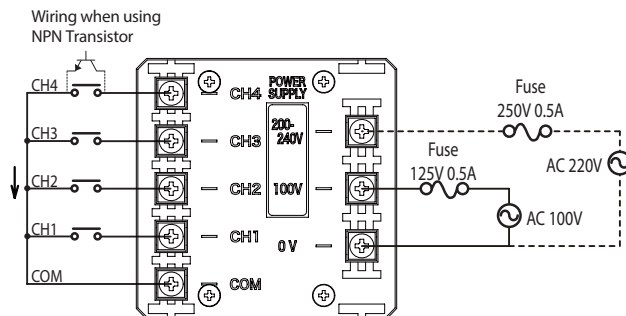 Wiring when using
NPN Transistor
CH4
CH3
CH2
CH1
COM
CH4
CH3
CH2
CH1
COM
POWER
SUPPLY
200-
240V
100V
0 V
Fuse
250V 0.5A
Fuse
125V 0.5A
AC 220V
AC 100V